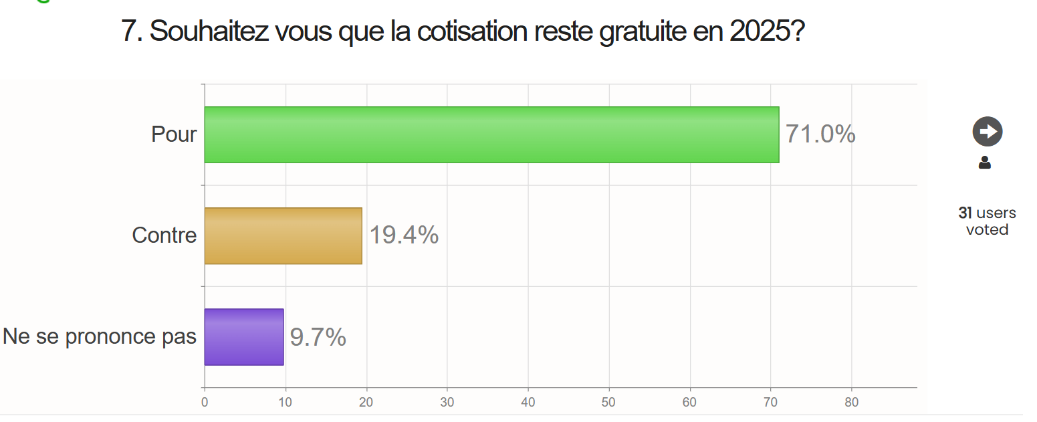 7. Souhaitez vous que la cotisation reste gratuite en 2025?
Pour 71.0%
Contre 19.4%
Ne se prononce pas 9.7%
0 10 20 30 40 50 60 70 80
31 users
voted